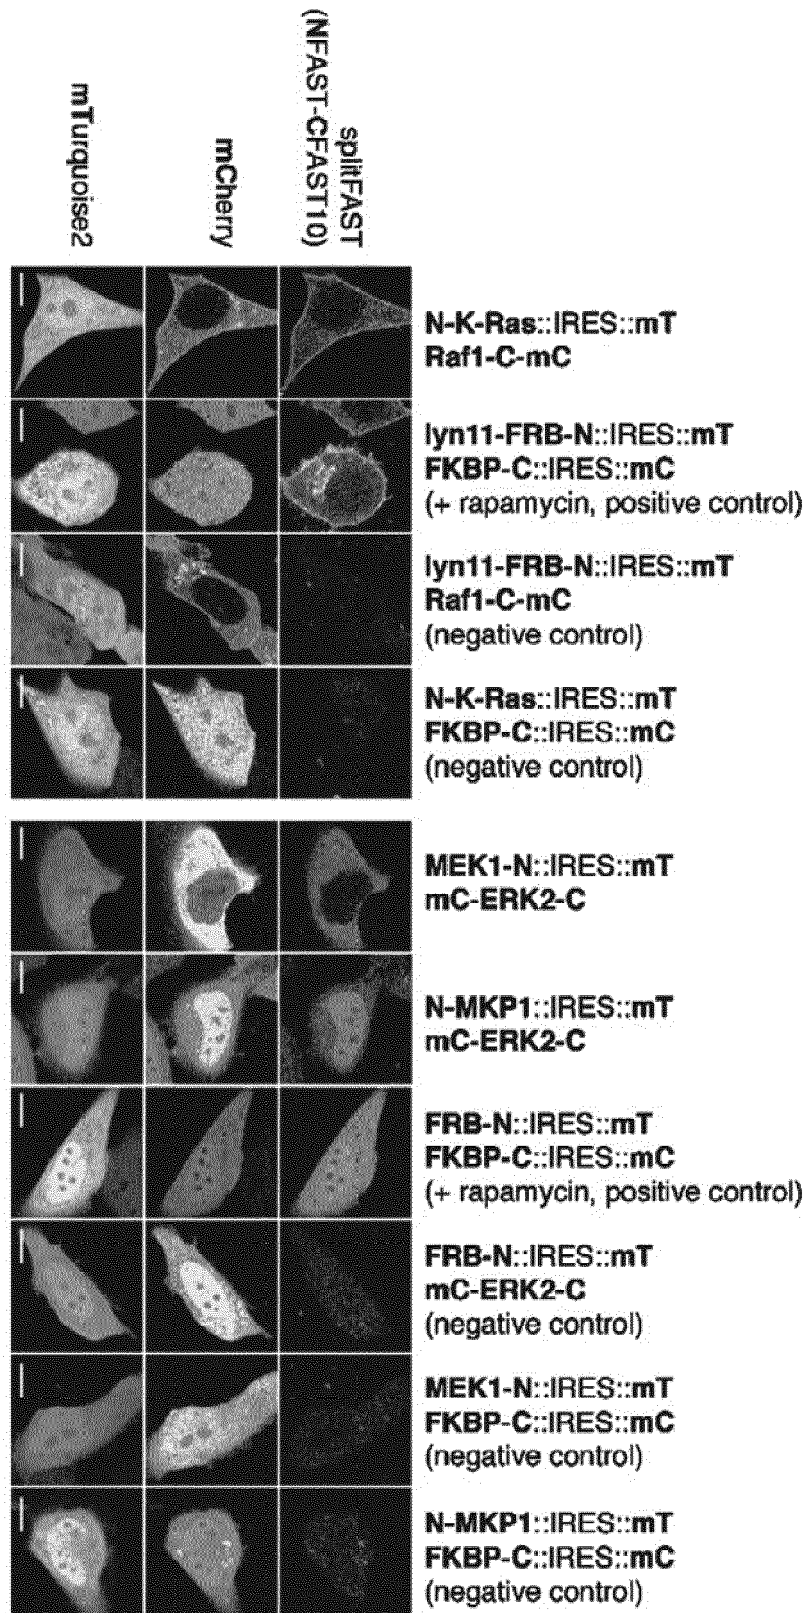 mTurquoise2
mCherry
splitFAST
(NFAST-CFAST10)
N-K-Ras::IRES::mT
Raf1-C-mC
lyn11-FRB-N::IRES::mT
FKBP-C::IRES::mC
(+ rapamycin, positive control)
lyn11-FRB-N::IRES::mT
Raf1-C-mC
(negative control)
N-K-Ras::IRES::mT
FKBP-C::IRES::mC
(negative control)
MEK1-N::IRES::mT
mC-ERK2-C
N-MKP1::IRES::mT
mC-ERK2-C
FRB-N::IRES::mT
FKBP-C::IRES::mC
(+ rapamycin, positive control)
FRB-N::IRES::mT
mC-ERK2-C
(negative control)
MEK1-N::IRES::mT
FKBP-C::IRES::mC
(negative control)
N-MKP1::IRES::mT
FKBP-C::IRES::mC
(negative control)